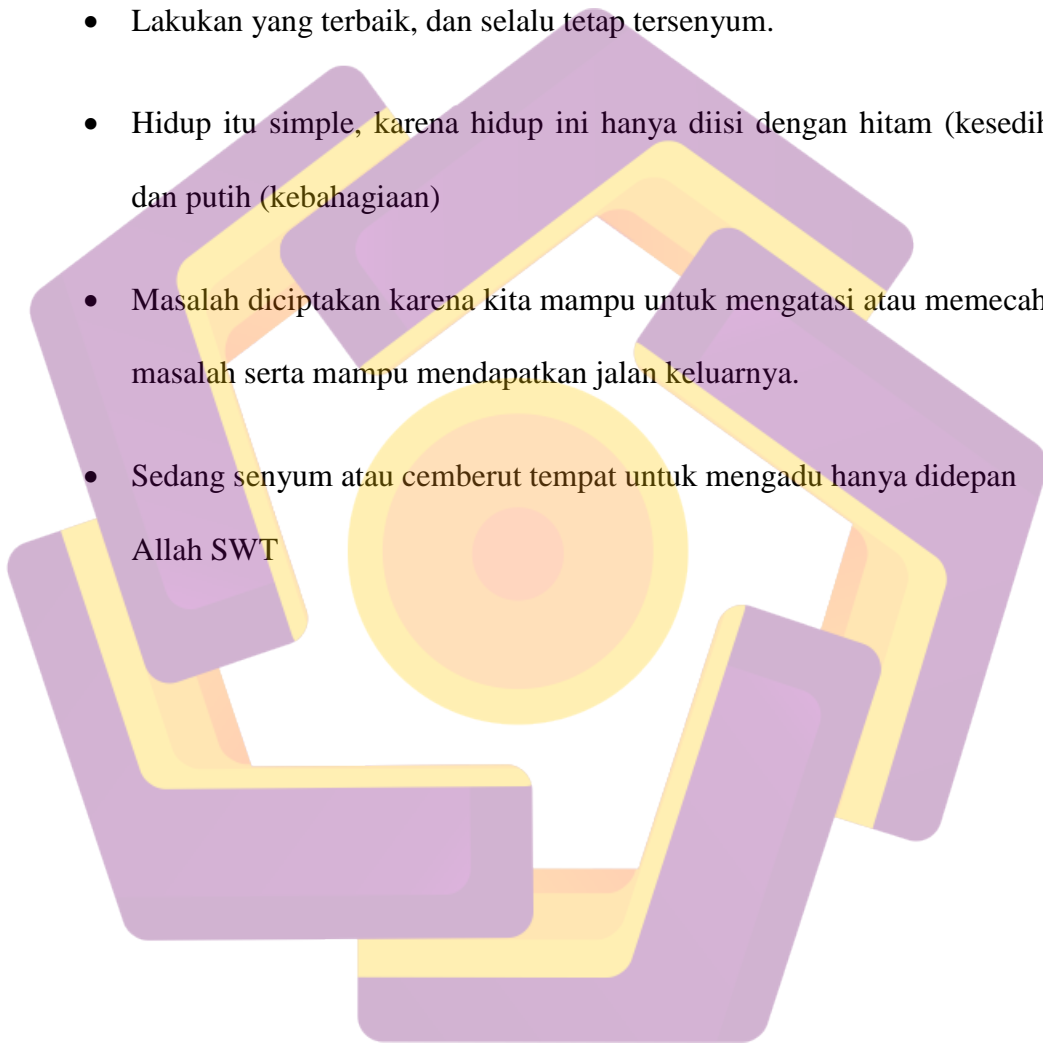 • Lakukan yang terbaik, dan selalu tetap tersenyum.
• Hidup itu simple, karena hidup ini hanya diisi dengan hitam (kesedih
dan putih (kebahagiaan)
• Masalah diciptakan karena kita mampu untuk mengatasi atau memecah
masalah serta mampu mendapatkan jalan keluarnya.
• Sedang senyum atau cemberut tempat untuk mengadu hanya didepan
Allah SWT